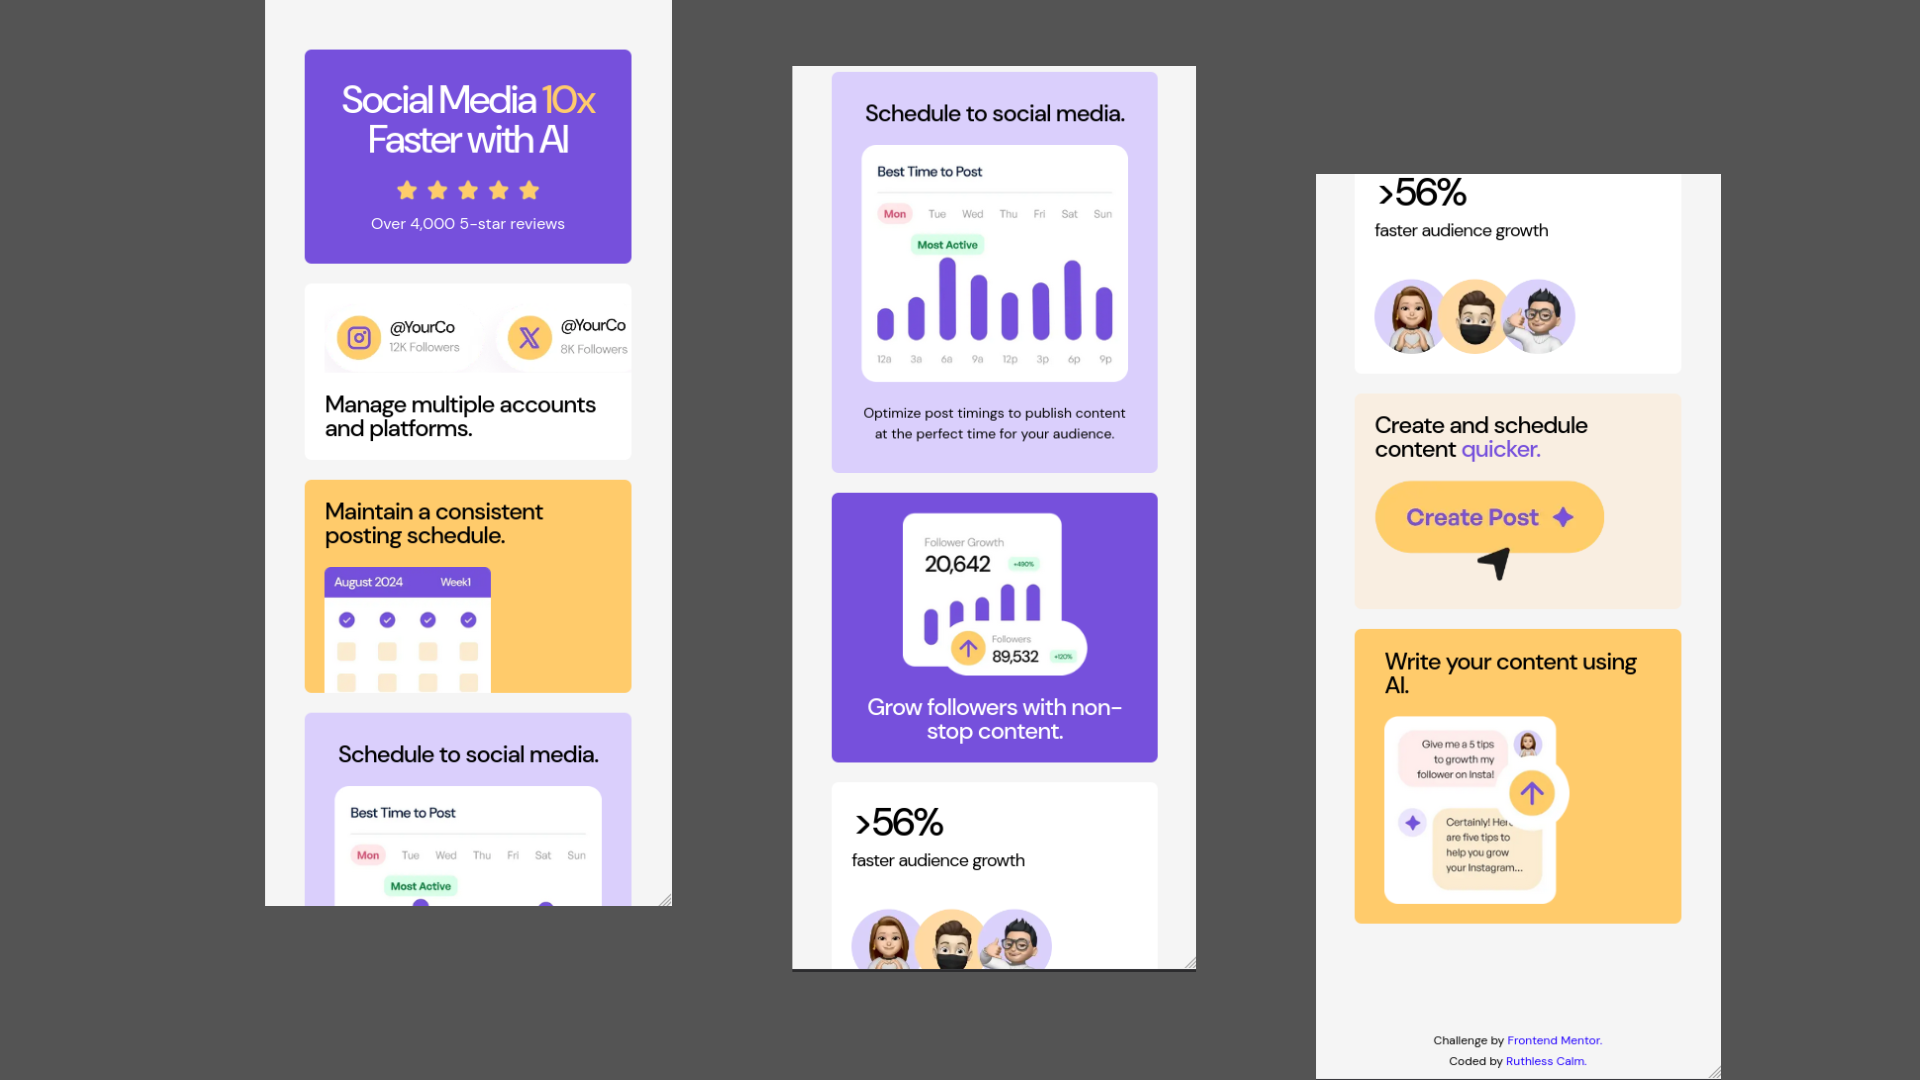 Social Media 10x
Faster with AI
Over 4,000 5-star reviews
@YourCo
12K Followers
@YourCo
8K Followers
Manage multiple accounts
and platforms.
Maintain a consistent
posting schedule.
August 2024 Week1
Schedule to social media.
Best Time to Post
Mon Tue Wed Thu Fri Sat Sun
Most Active
Schedule to social media.
Best Time to Post
Mon Tue Wed Thu Fri Sat Sun
Most Active
12a 3a 6a 9a 12p 3p 6p 9p
Optimize post timings to publish content
at the perfect time for your audience.
Follower Growth
20,642 +490%
Followers
89,532 +120%
Grow followers with non-
stop content.
>56%
faster audience growth
>56%
faster audience growth
Create and schedule
content quicker.
Create Post
Write your content using
AI.
Give me a 5 tips
to growth my
follower on Insta!
Certainly! Here
are five tips to
help you grow
your Instagram...
Challenge by Frontend Mentor.
Coded by Ruthless Calm.